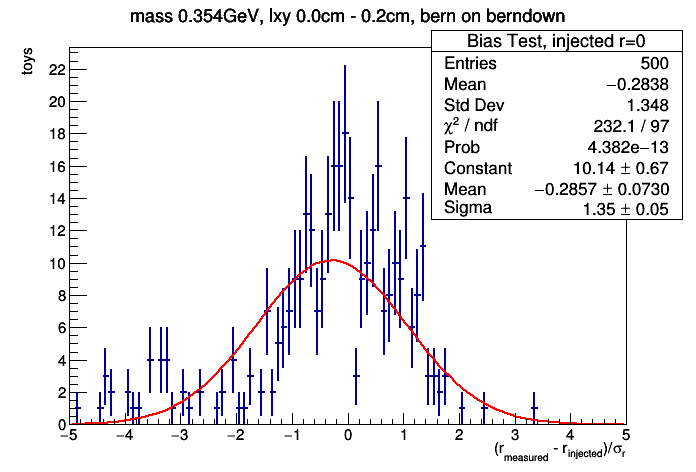 mass 0.354GeV, lxy 0.0cm - 0.2cm, bern on berndown
toys
Bias Test, injected r=0
Entries 500
Mean −0.2838
Std Dev 1.348
χ² / ndf 232.1 / 97
Prob 4.382e−13
Constant 10.14 ± 0.67
Mean −0.2857 ± 0.0730
Sigma 1.35 ± 0.05
22
20
18
16
14
12
10
8
6
4
2
0
−5 −4 −3 −2 −1 0 1 2 3 4 5
(r_measured - r_injected)/σ_r